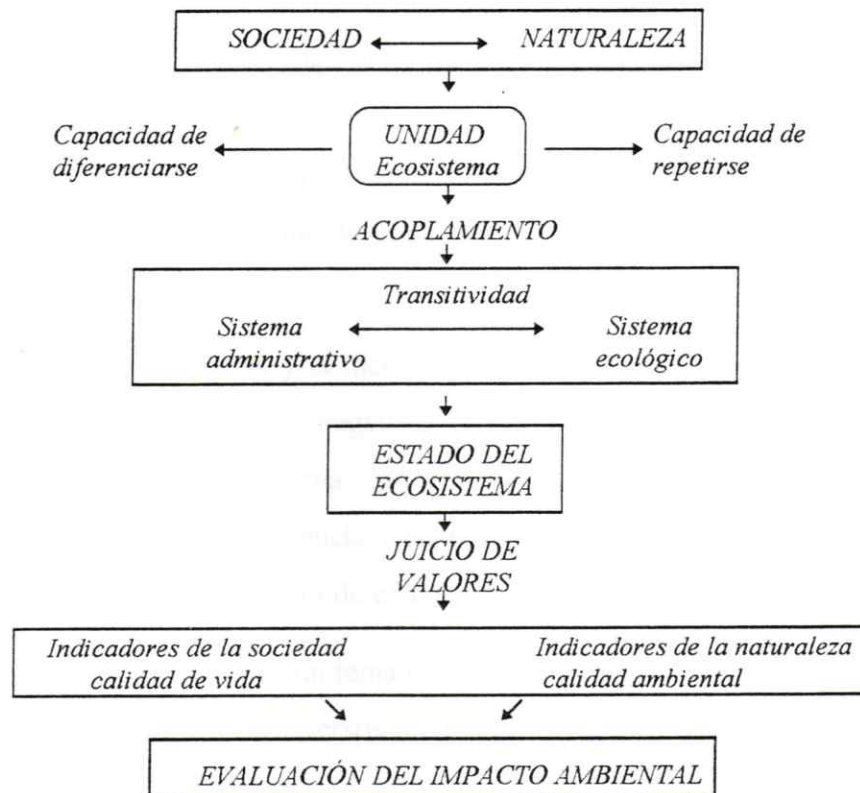 SOCIEDAD NATURALEZA
Capacidad de diferenciarse
UNIDAD
Ecosistema
Capacidad de repetirse
ACOPLAMIENTO
Transitividad
Sistema administrativo
Sistema ecológico
ESTADO DEL
ECOSISTEMA
JUICIO DE
VALORES
Indicadores de la sociedad
calidad de vida
Indicadores de la naturaleza
calidad ambiental
EVALUACIÓN DEL IMPACTO AMBIENTAL